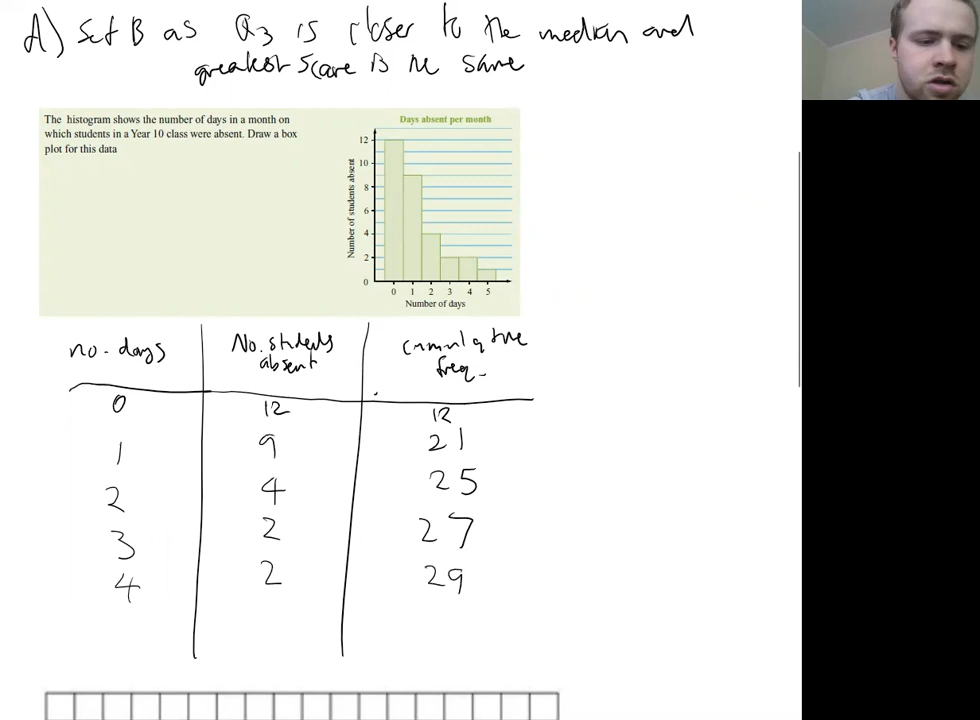 A) Set B as Q3 is closer to the median and
greatest score is the same
The histogram shows the number of days in a month on
which students in a Year 10 class were absent. Draw a box
plot for this data
Days absent per month
Number of students absent
12
10
8
6
4
2
0
0 1 2 3 4 5
Number of days
no. days No. students absent cumulative freq.
0 12 12
1 9 21
2 4 25
3 2 27
4 2 29